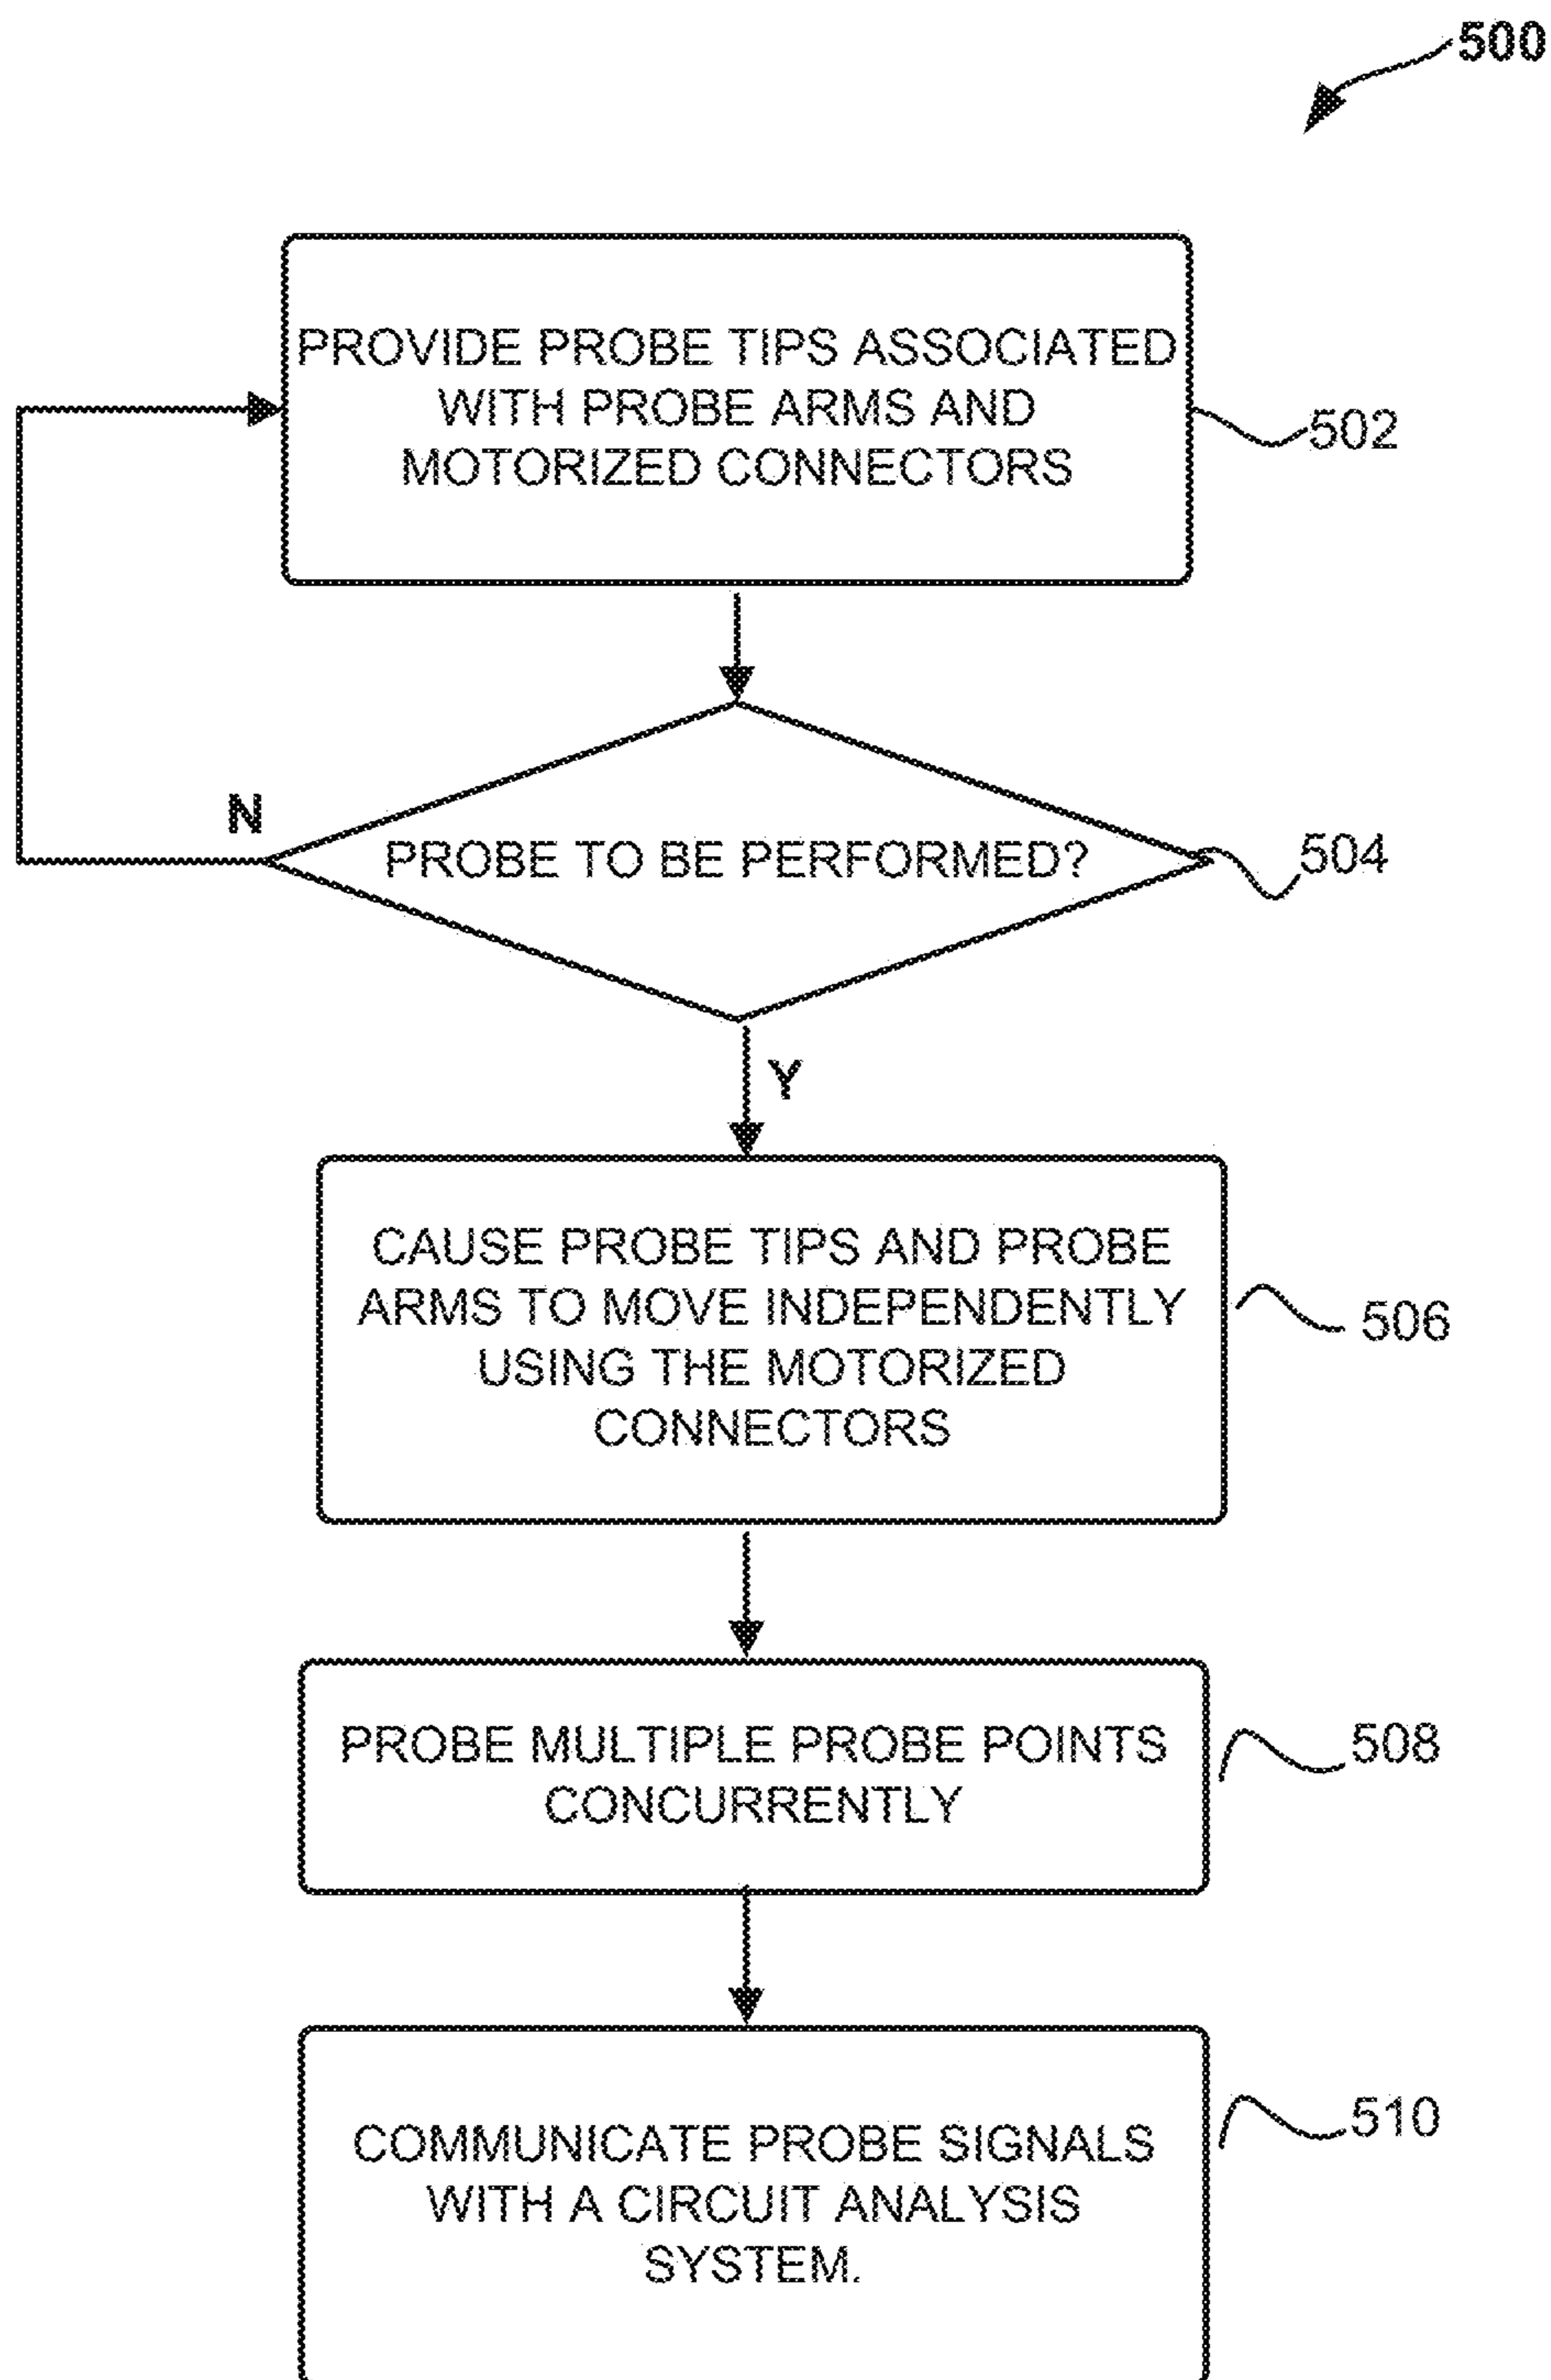 500
PROVIDE PROBE TIPS ASSOCIATED
WITH PROBE ARMS AND
MOTORIZED CONNECTORS
502
N
PROBE TO BE PERFORMED?
504
Y
CAUSE PROBE TIPS AND PROBE
ARMS TO MOVE INDEPENDENTLY
USING THE MOTORIZED
CONNECTORS
506
PROBE MULTIPLE PROBE POINTS
CONCURRENTLY
508
COMMUNICATE PROBE SIGNALS
WITH A CIRCUIT ANALYSIS
SYSTEM.
510